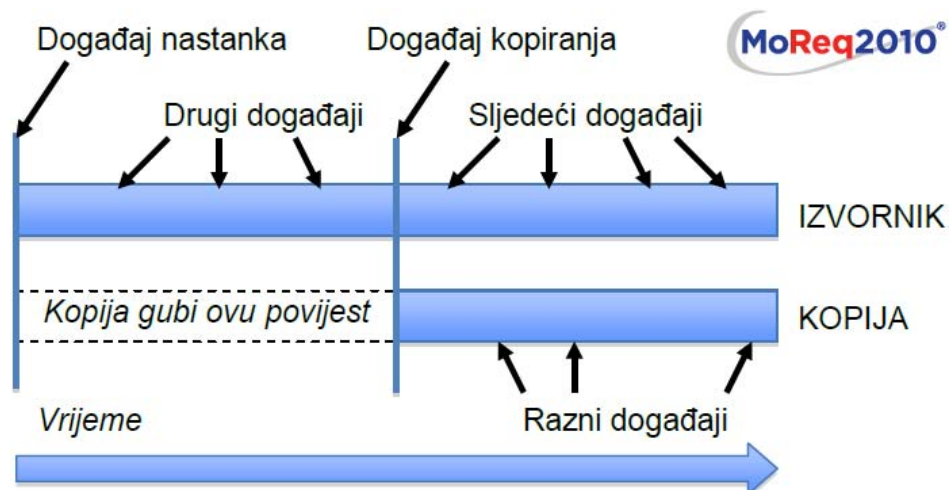 Događaj nastanka
Događaj kopiranja
MoReq2010®
Drugi događaji
Sljedeći događaji
IZVORNIK
Kopija gubi ovu povijest
KOPIJA
Vrijeme
Razni događaji